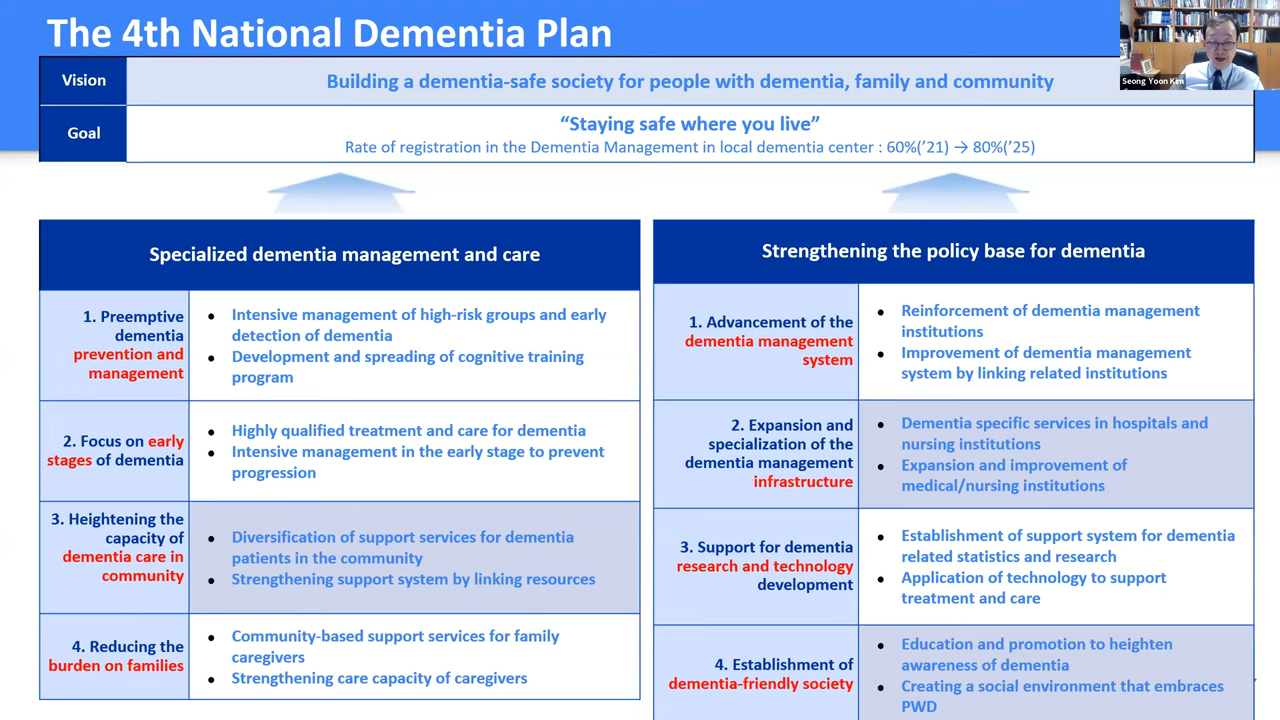 The 4th National Dementia Plan
Seong Yoon Kim
Vision
Building a dementia-safe society for people with dementia, family and community
Goal
“Staying safe where you live”
Rate of registration in the Dementia Management in local dementia center : 60%(’21) → 80%(’25)
Specialized dementia management and care
1. Preemptive
dementia
prevention and
management
● Intensive management of high-risk groups and early
detection of dementia
● Development and spreading of cognitive training
program
2. Focus on early
stages of dementia
● Highly qualified treatment and care for dementia
● Intensive management in the early stage to prevent
progression
3. Heightening the
capacity of
dementia care in
community
● Diversification of support services for dementia
patients in the community
● Strengthening support system by linking resources
4. Reducing the
burden on families
● Community-based support services for family
caregivers
● Strengthening care capacity of caregivers
Strengthening the policy base for dementia
1. Advancement of the
dementia management
system
● Reinforcement of dementia management
institutions
● Improvement of dementia management
system by linking related institutions
2. Expansion and
specialization of the
dementia management
infrastructure
● Dementia specific services in hospitals and
nursing institutions
● Expansion and improvement of
medical/nursing institutions
3. Support for dementia
research and technology
development
● Establishment of support system for dementia
related statistics and research
● Application of technology to support
treatment and care
4. Establishment of
dementia-friendly society
● Education and promotion to heighten
awareness of dementia
● Creating a social environment that embraces
PWD